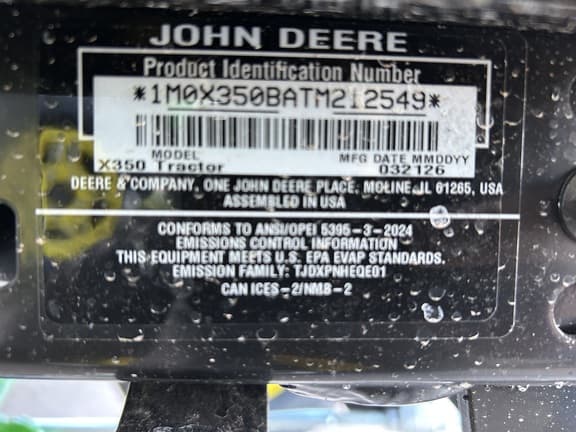 JOHN DEERE
Product Identification Number
*1M0X350BATM212549*
MODEL MFG DATE MMDDYY
X350 Tractor 032126
DEERE & COMPANY, ONE JOHN DEERE PLACE, MOLINE, IL 61265, USA
ASSEMBLED IN USA
CONFORMS TO ANSI/OPEI 5395-3-2024
EMISSIONS CONTROL INFORMATION
THIS EQUIPMENT MEETS U.S. EPA EVAP STANDARDS.
EMISSION FAMILY: TJDXPNHEQE01
CAN ICES-2/NMB-2